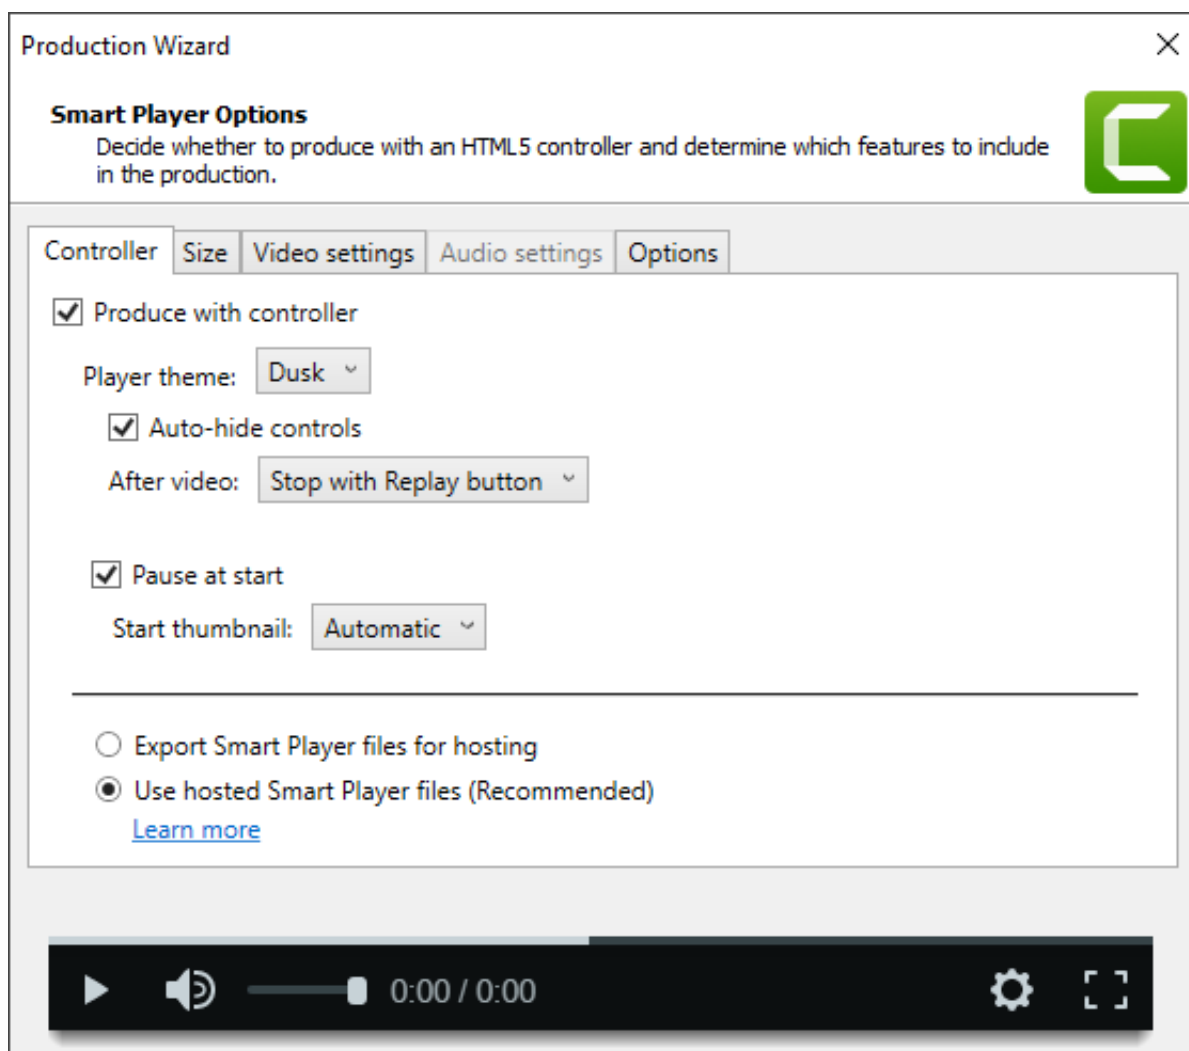 Production Wizard
Smart Player Options
Decide whether to produce with an HTML5 controller and determine which features to include
in the production.
Controller Size Video settings Audio settings Options
Produce with controller
Player theme: Dusk
Auto-hide controls
After video: Stop with Replay button
Pause at start
Start thumbnail: Automatic
Export Smart Player files for hosting
Use hosted Smart Player files (Recommended)
Learn more
0:00 / 0:00